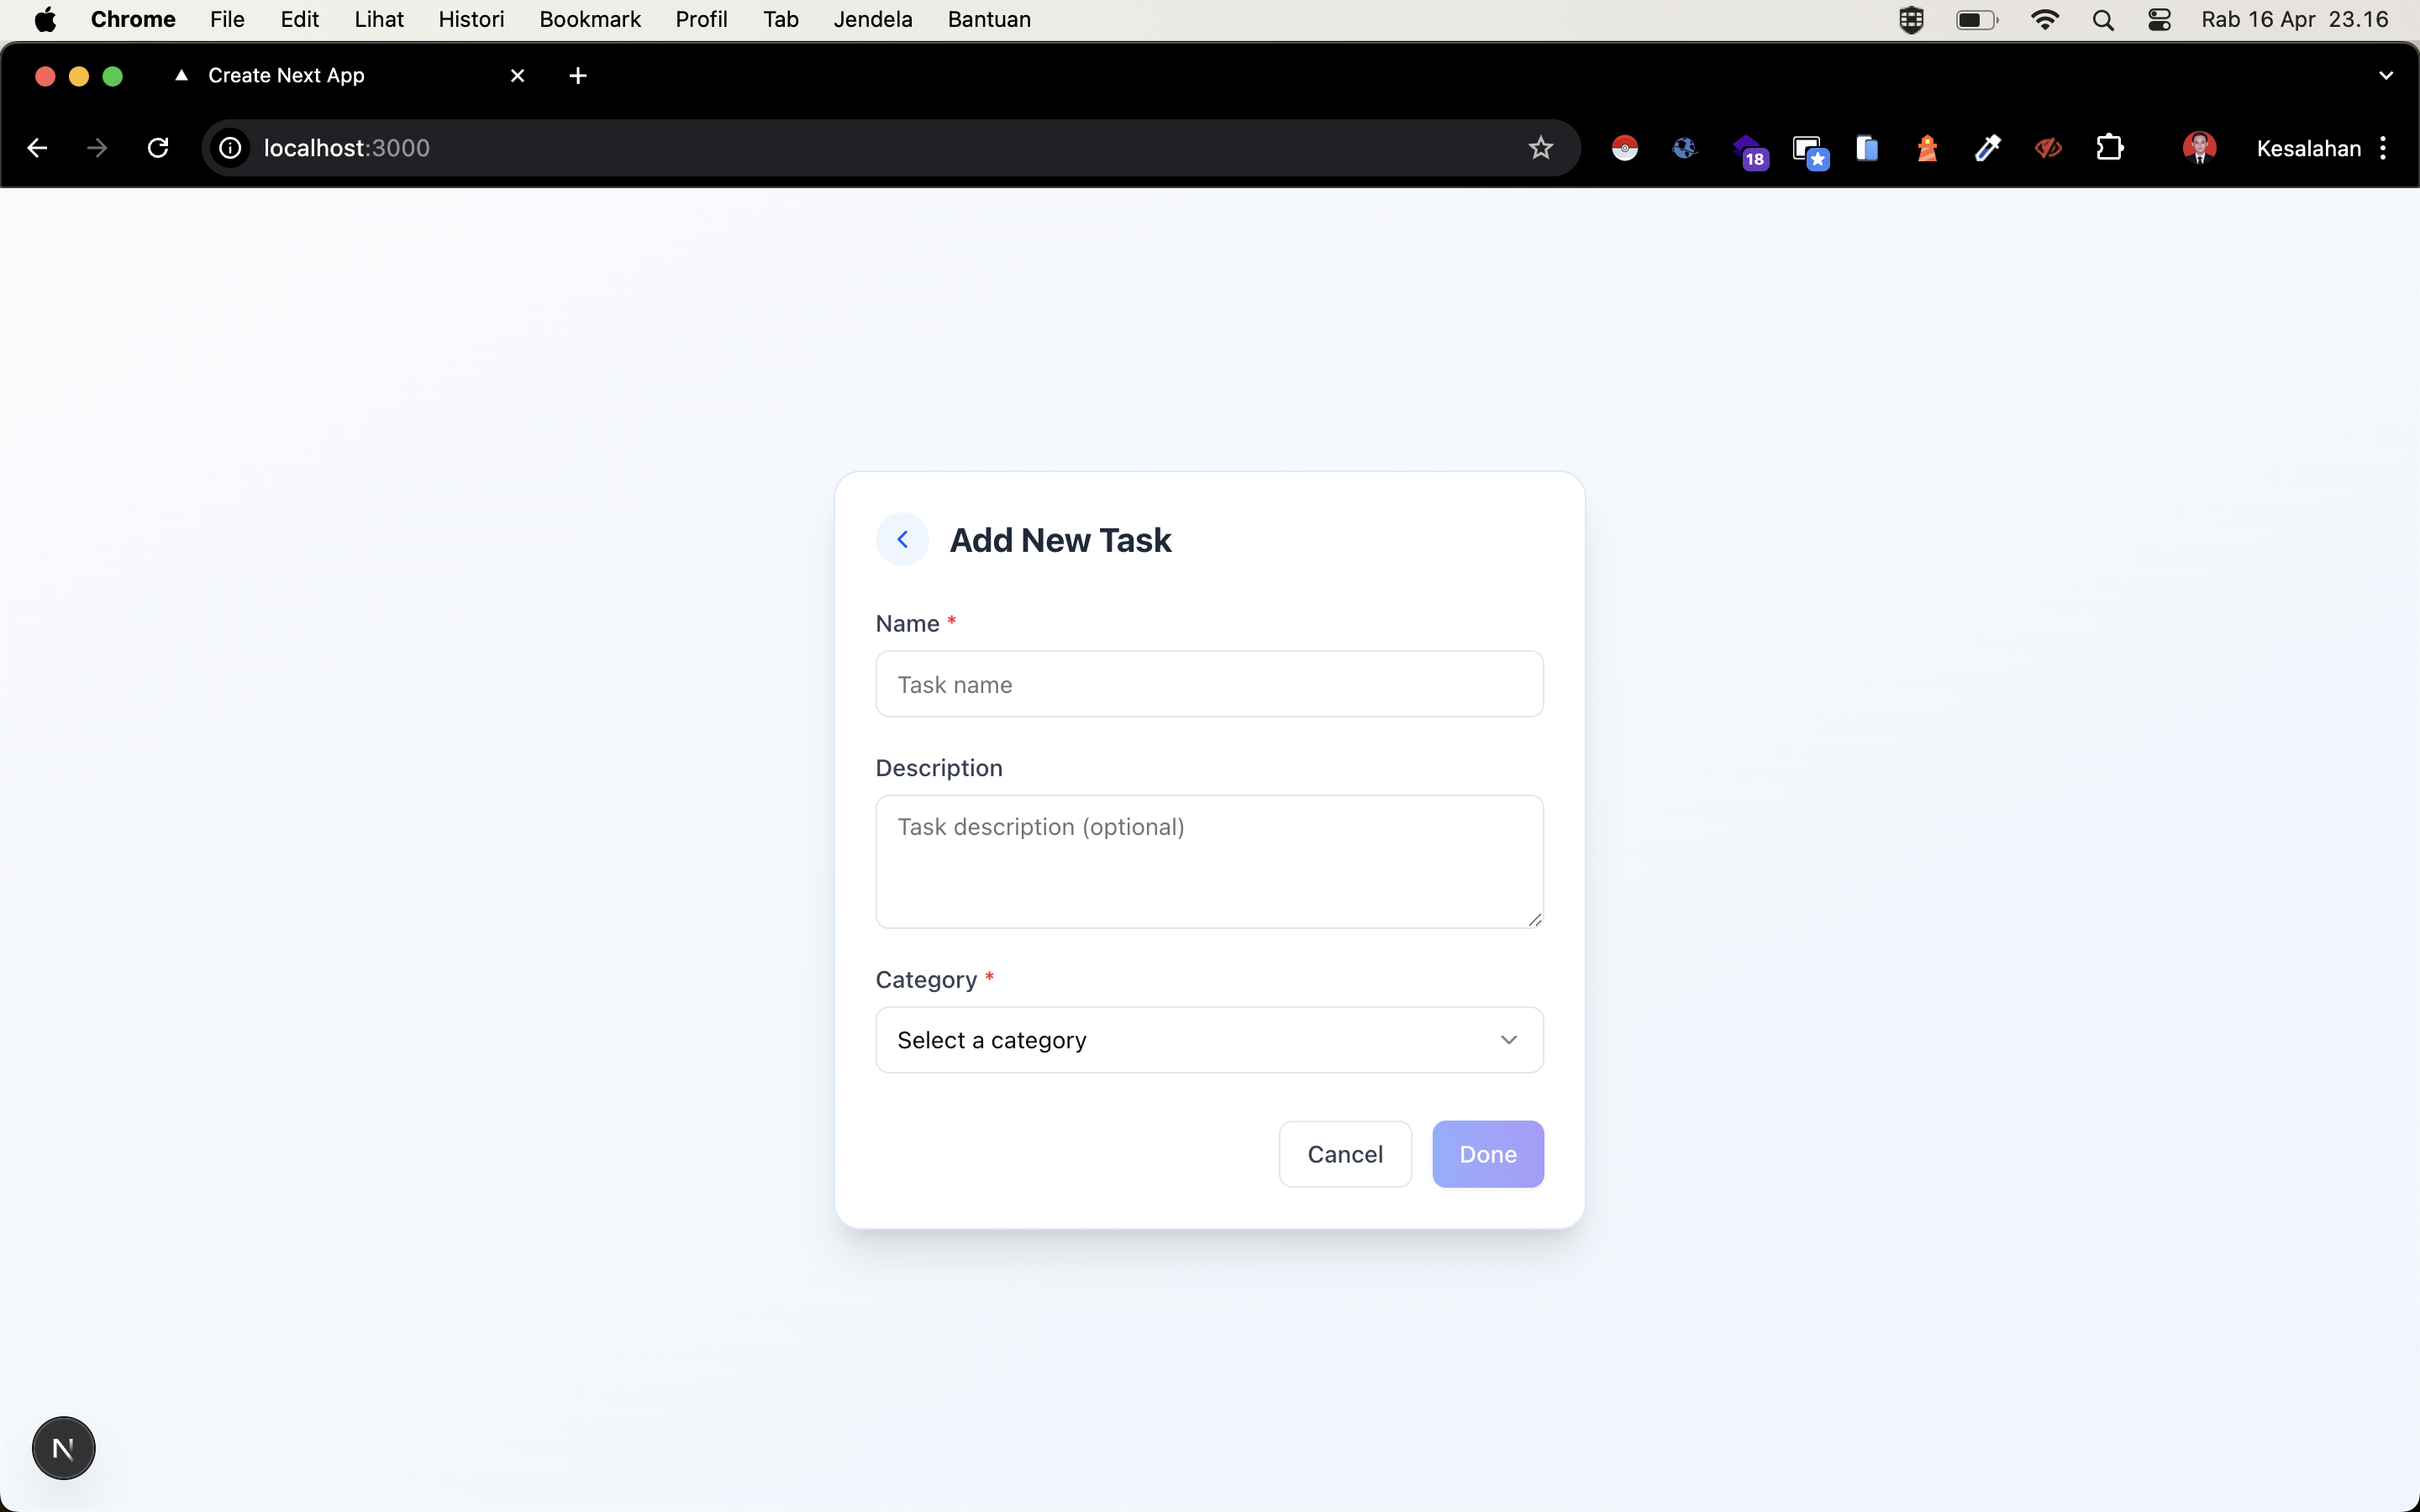 Chrome File Edit Lihat Histori Bookmark Profil Tab Jendela Bantuan Rab 16 Apr 23.16
Create Next App
localhost:3000 18 Kesalahan
Add New Task
Name *
Task name
Description
Task description (optional)
Category *
Select a category
Cancel Done
N